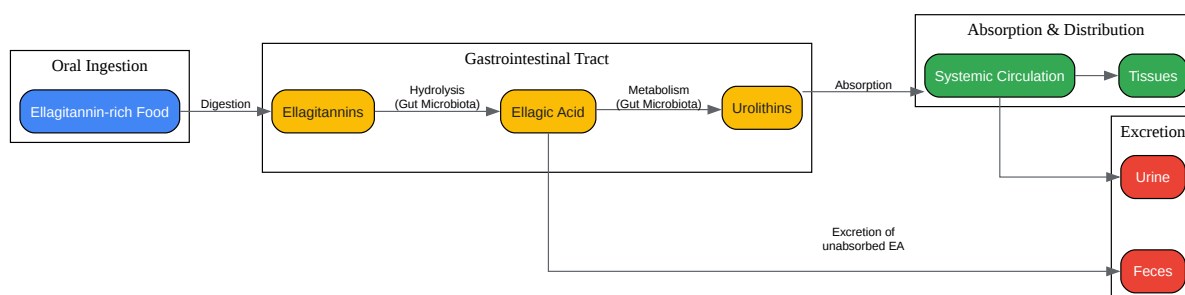 Oral Ingestion
Ellagitannin-rich Food
Digestion
Gastrointestinal Tract
Ellagitannins
Hydrolysis
(Gut Microbiota)
Ellagic Acid
Metabolism
(Gut Microbiota)
Urolithins
Absorption
Absorption & Distribution
Systemic Circulation
Tissues
Excretion
Urine
Excretion of
unabsorbed EA
Feces